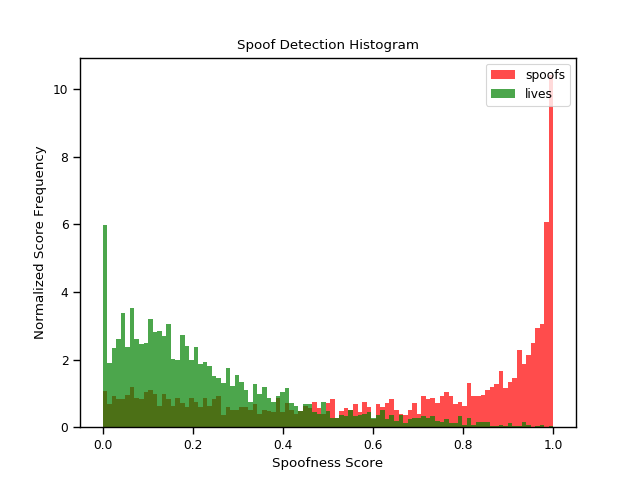 Spoof Detection Histogram
spoofs
lives
Normalized Score Frequency
10
8
6
4
2
0
0.0 0.2 0.4 0.6 0.8 1.0
Spoofness Score